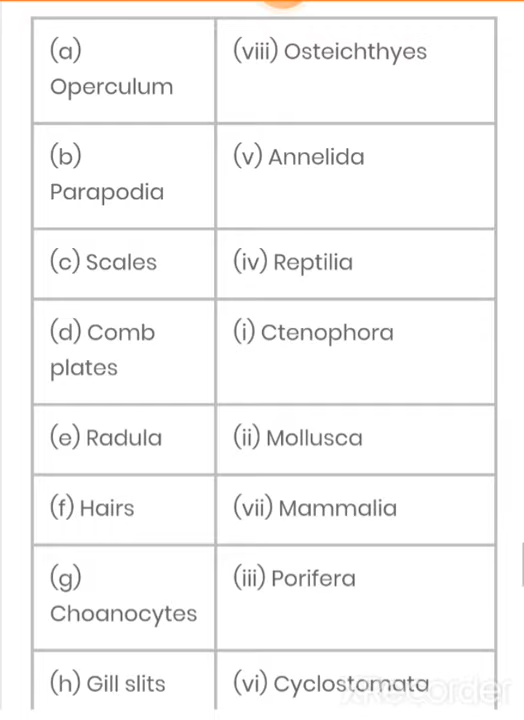 (a) (viii) Osteichthyes
Operculum
(b) (v) Annelida
Parapodia
(c) Scales (iv) Reptilia
(d) Comb (i) Ctenophora
plates
(e) Radula (ii) Mollusca
(f) Hairs (vii) Mammalia
(g) (iii) Porifera
Choanocytes
(h) Gill slits (vi) Cyclostomata
XRecorder